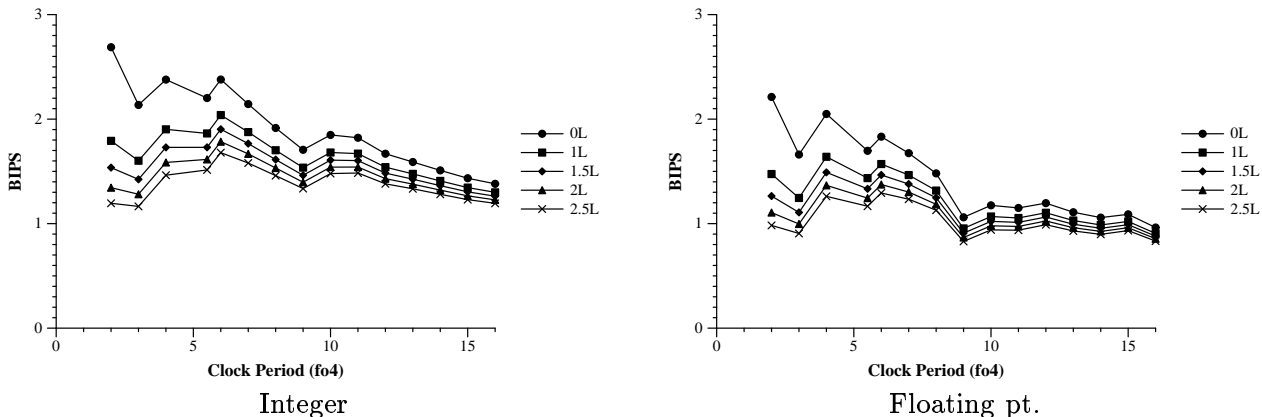 3
2
1
0
BIPS
0
5
10
15
Clock Period (fo4)
0L
1L
1.5L
2L
2.5L
Integer
3
2
1
0
BIPS
0
5
10
15
Clock Period (fo4)
0L
1L
1.5L
2L
2.5L
Floating pt.